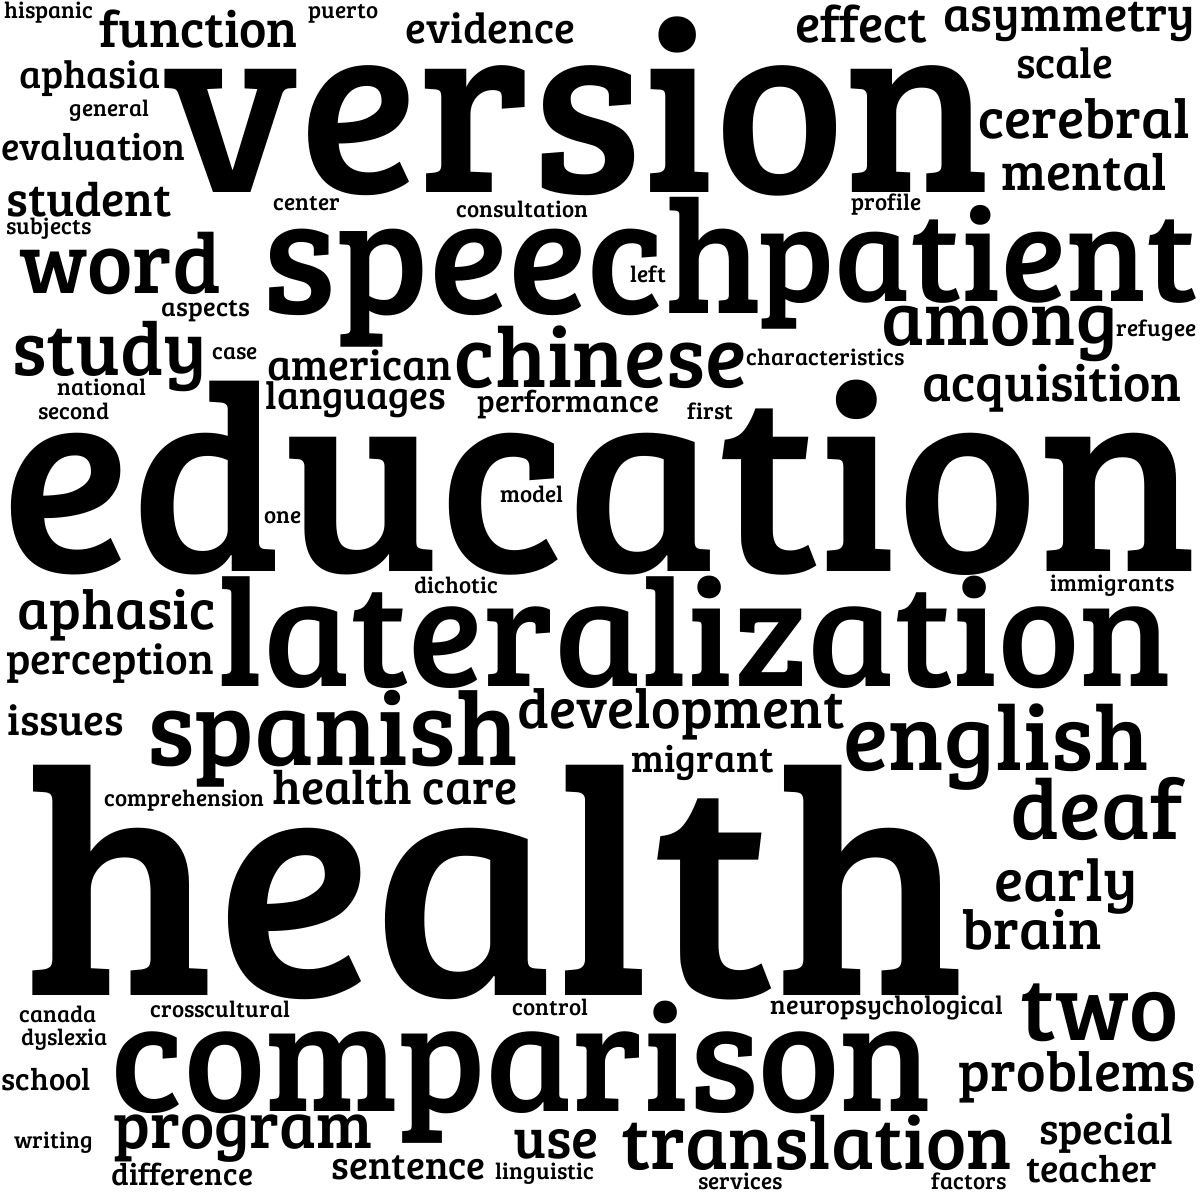 hispanic
puerto
function
evidence
effect
asymmetry
aphasia
version
scale
general
cerebral
evaluation
mental
student
center
consultation
profile
subjects
word
speech
left
patient
aspects
among
refugee
study
case
american
chinese
characteristics
national
languages
performance
acquisition
second
first
education
model
one
dichotic
immigrants
aphasic
lateralization
perception
issues
spanish
development
english
migrant
comprehension
health care
deaf
health
early
brain
canada
crosscultural
control
neuropsychological
two
dyslexia
comparison
school
problems
writing
program
use
translation
special
difference
sentence
linguistic
services
factors
teacher